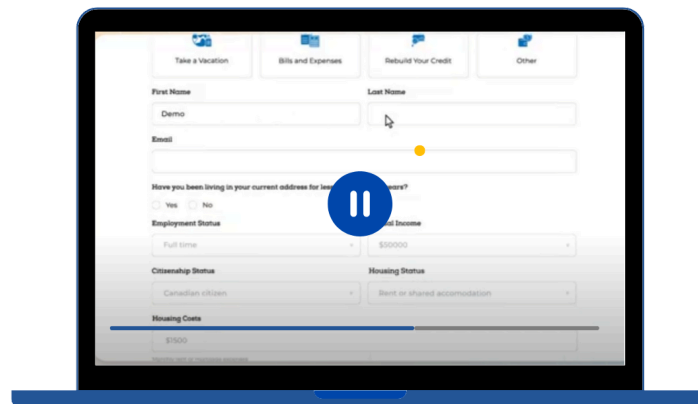 Take a Vacation Bills and Expenses Rebuild Your Credit Other
First Name Last Name
Demo
Email
Have you been living in your current address for ears?
Yes No
Employment Status al Income
Full time $50000
Citizenship Status Housing Status
Canadian citizen Rent or shared accomodation
Housing Costs
$1500